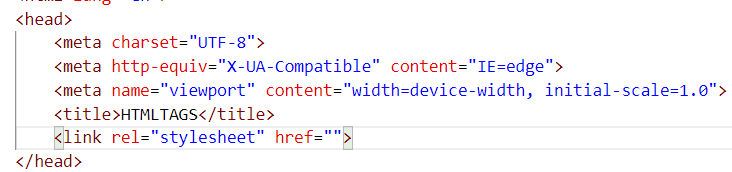 <head>
<meta charset="UTF-8">
<meta http-equiv="X-UA-Compatible" content="IE=edge">
<meta name="viewport" content="width=device-width, initial-scale=1.0">
<title>HTMLTAGS</title>
<link rel="stylesheet" href="">
</head>